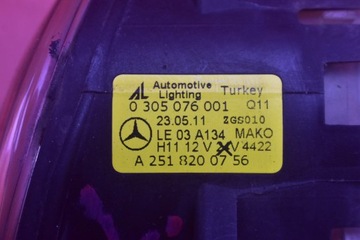 AL Automotive Lighting Turkey
0 305 076 001 Q11
23.05.11 ZGS010
LE 03 A134 MAKO
H11 12 V V 4422
A 251 820 07 56